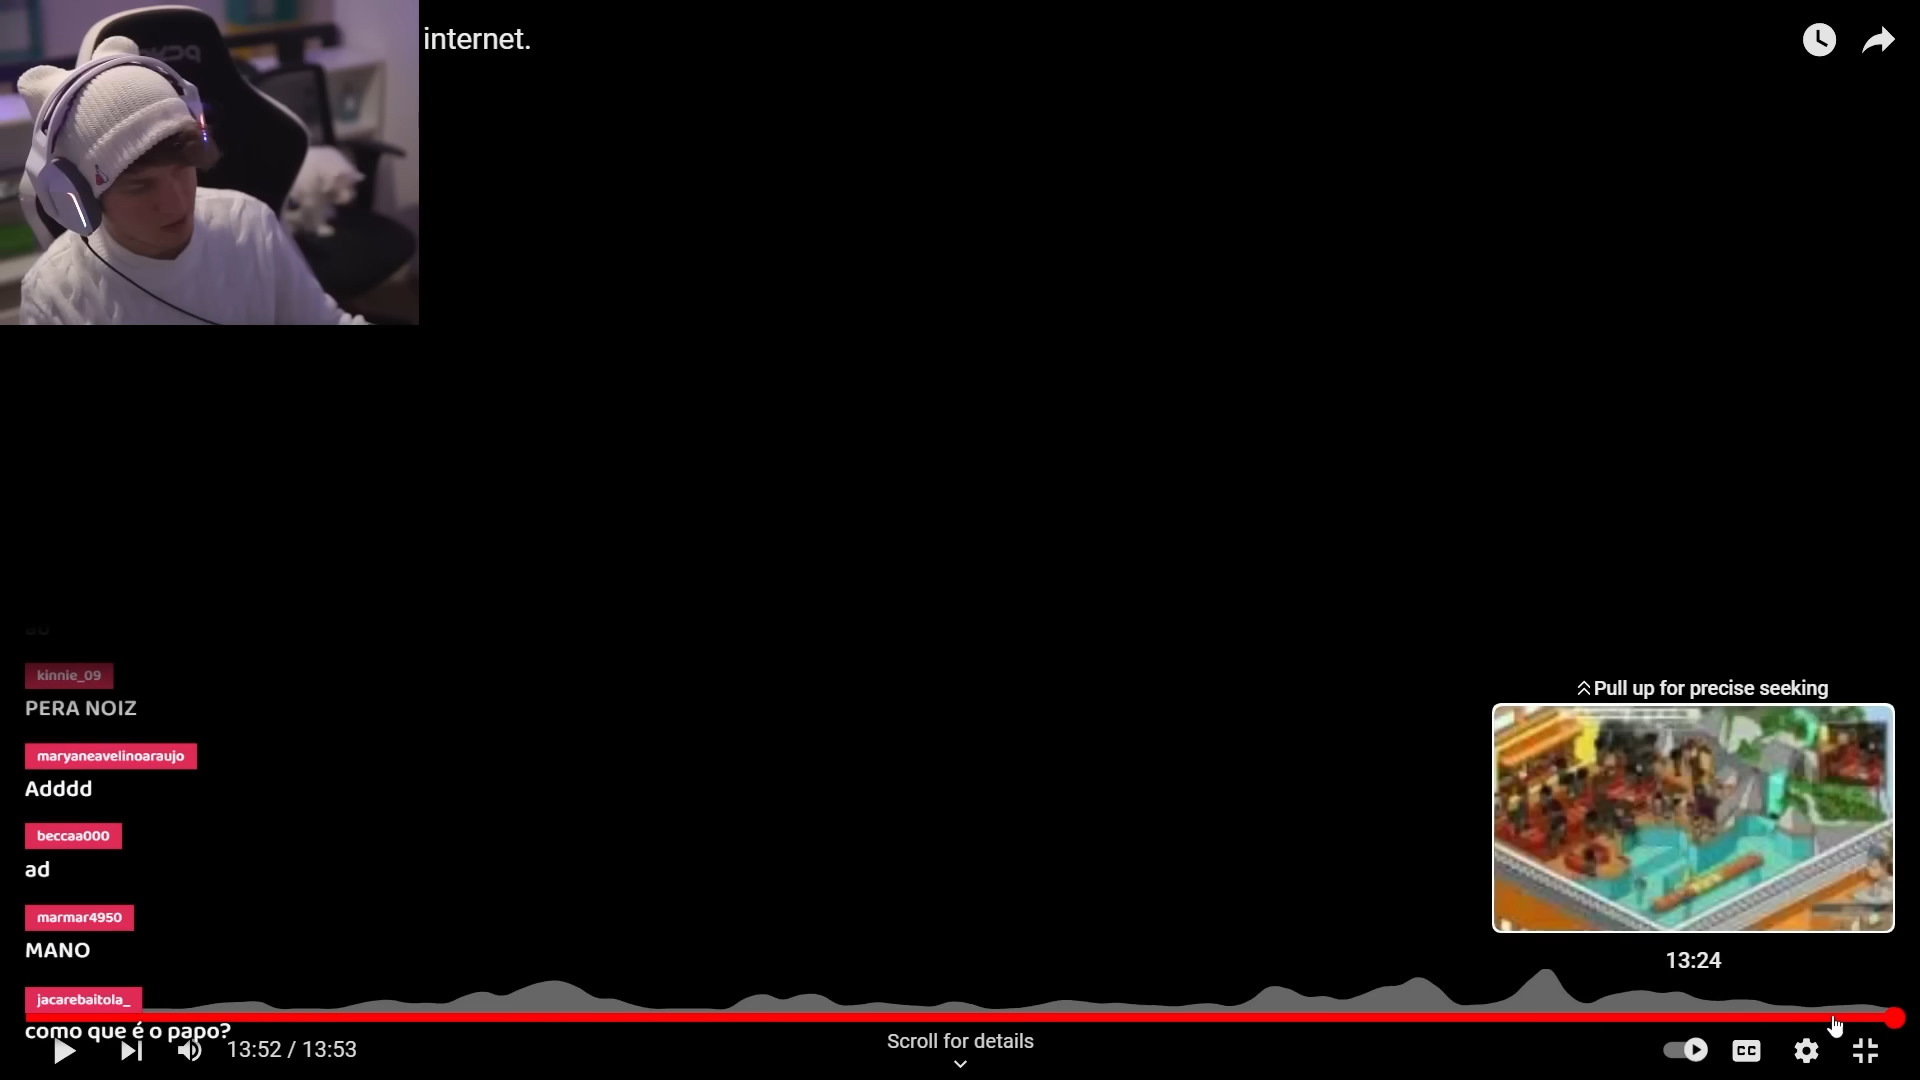 internet.
kinnie_09
PERA NOIZ
maryaneavelinoaraujo
Adddd
beccaa000
ad
marmar4950
MANO
jacarebaitola_
como que é o papo?
Pull up for precise seeking
13:24
13:52 / 13:53
Scroll for details
CC